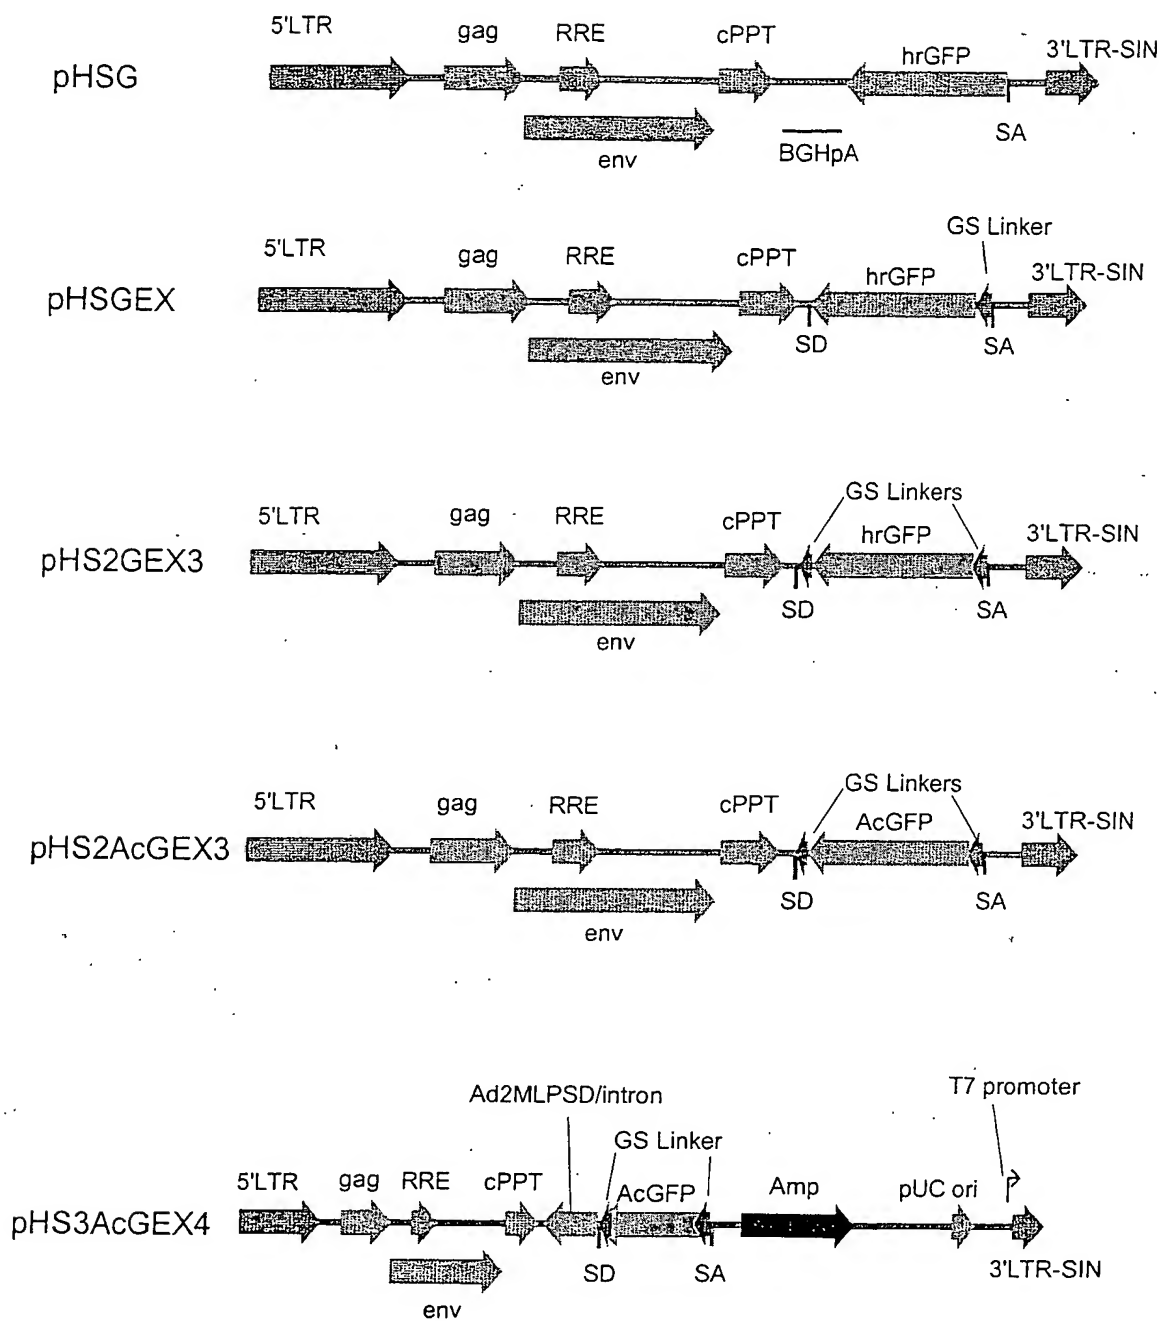 5'LTR gag RRE cPPT hrGFP 3'LTR-SIN
pHSG
env BGHpA SA
GS Linker
5'LTR gag RRE cPPT hrGFP 3'LTR-SIN
pHSGEX
SD SA
env
GS Linkers
5'LTR gag RRE cPPT hrGFP 3'LTR-SIN
pHS2GEX3
SD SA
env
GS Linkers
5'LTR gag RRE cPPT AcGFP 3'LTR-SIN
pHS2AcGEX3
SD SA
env
T7 promoter
Ad2MLPSD/intron
GS Linker
5'LTR gag RRE cPPT AcGFP Amp pUC ori
pHS3AcGEX4
SD SA 3'LTR-SIN
env